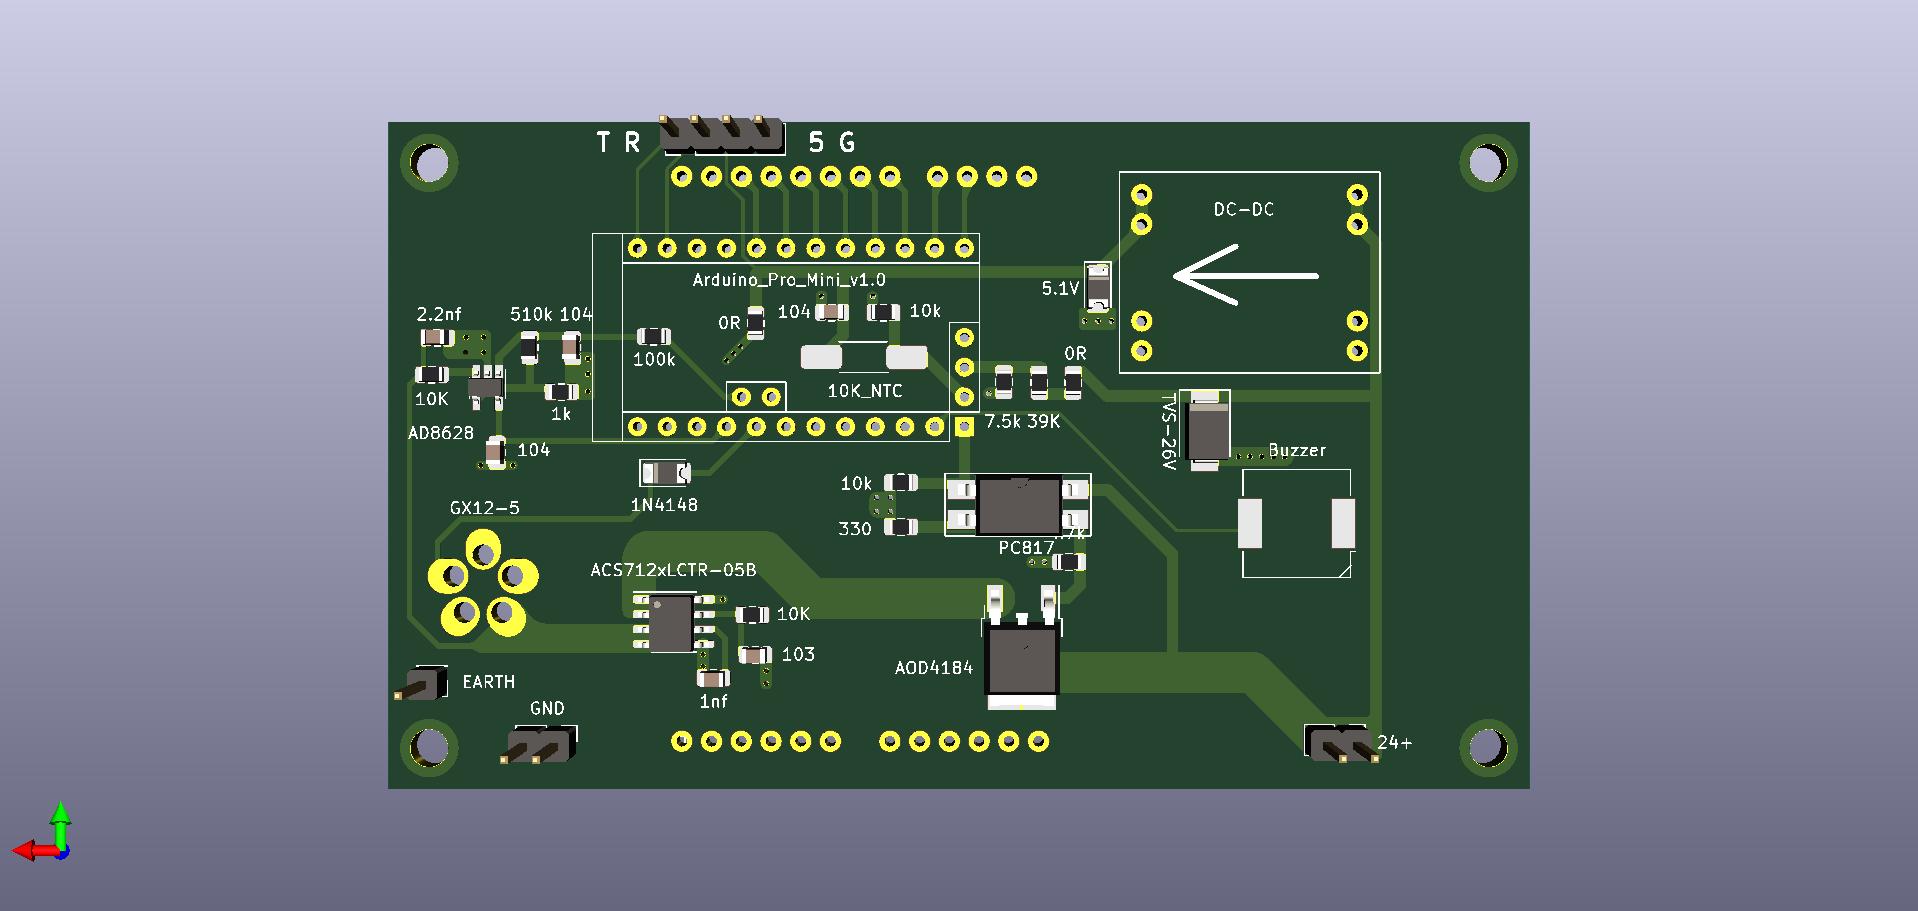 T R
5 G
DC-DC
Arduino_Pro_Mini_v1.0
5.1V
2.2nf
510k
104
0R
104
10k
100k
0R
10K_NTC
10K
1k
7.5k
39K
AD8628
TVS-26V
104
Buzzer
10k
1N4148
GX12-5
330
PC817
ACS712xLCTR-05B
10K
103
AOD4184
EARTH
1nf
GND
24+